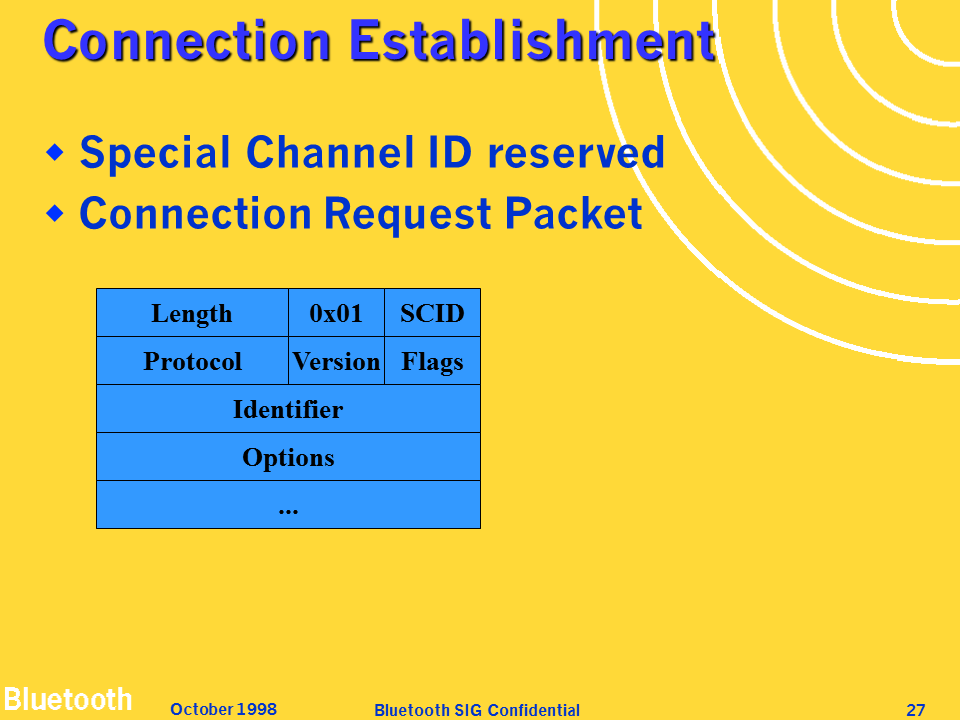 Connection Establishment
Special Channel ID reserved
Connection Request Packet
Length 0x01 SCID
Protocol Version Flags
Identifier
Options
...
Bluetooth October 1998 Bluetooth SIG Confidential 27